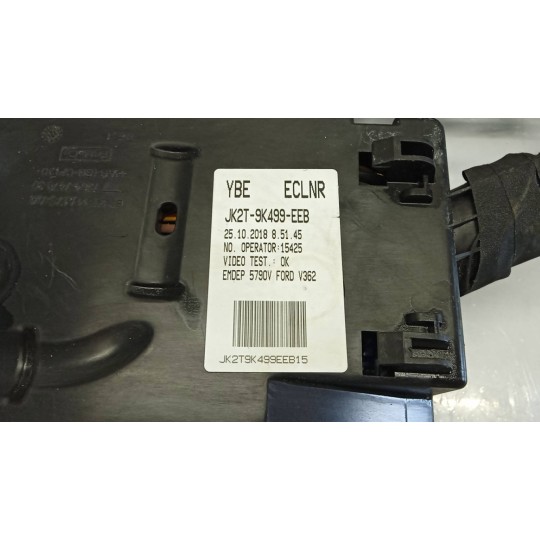 YBE ECLNR
JK2T-9K499-EEB
25.10.2018 8.51.45
NO. OPERATOR:15425
VIDEO TEST.: OK
EMDEP 5790V FORD V362
JK2T9K499EEB15